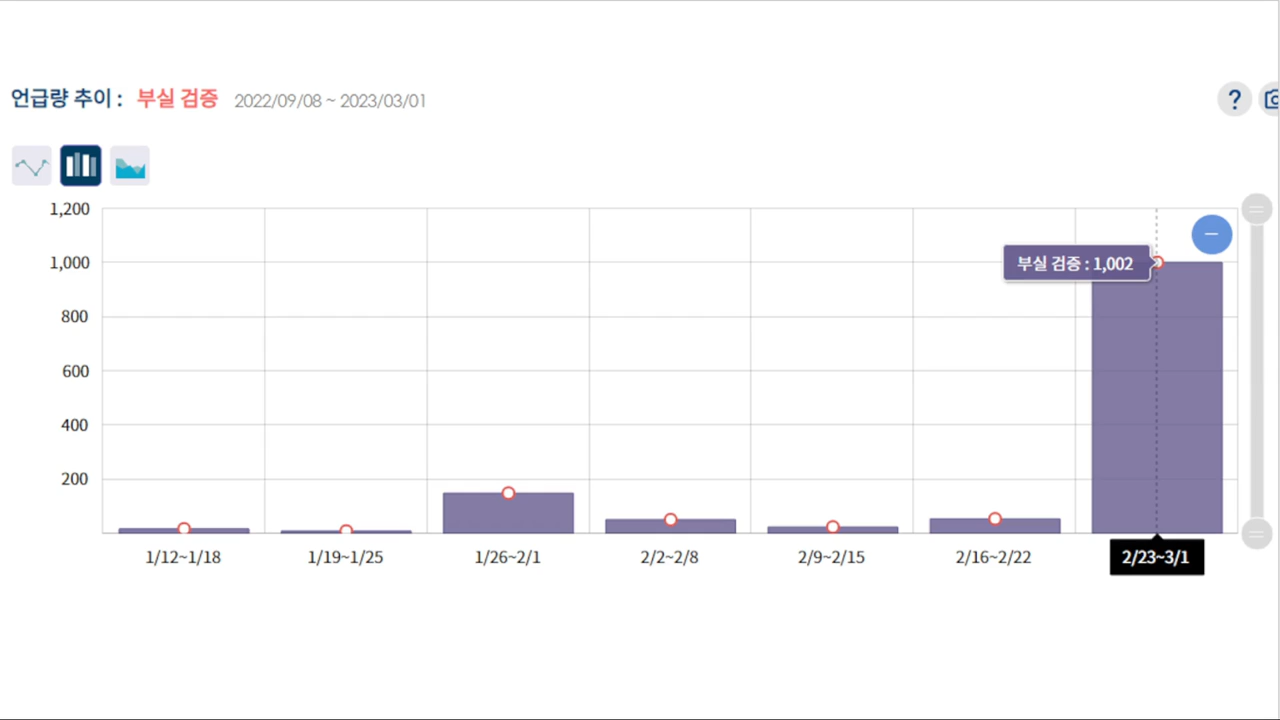 언급량 추이 : 부실 검증 2022/09/08 ~ 2023/03/01
?
1,200
1,000
800
600
400
200
부실 검증 : 1,002
1/12~1/18 1/19~1/25 1/26~2/1 2/2~2/8 2/9~2/15 2/16~2/22 2/23~3/1